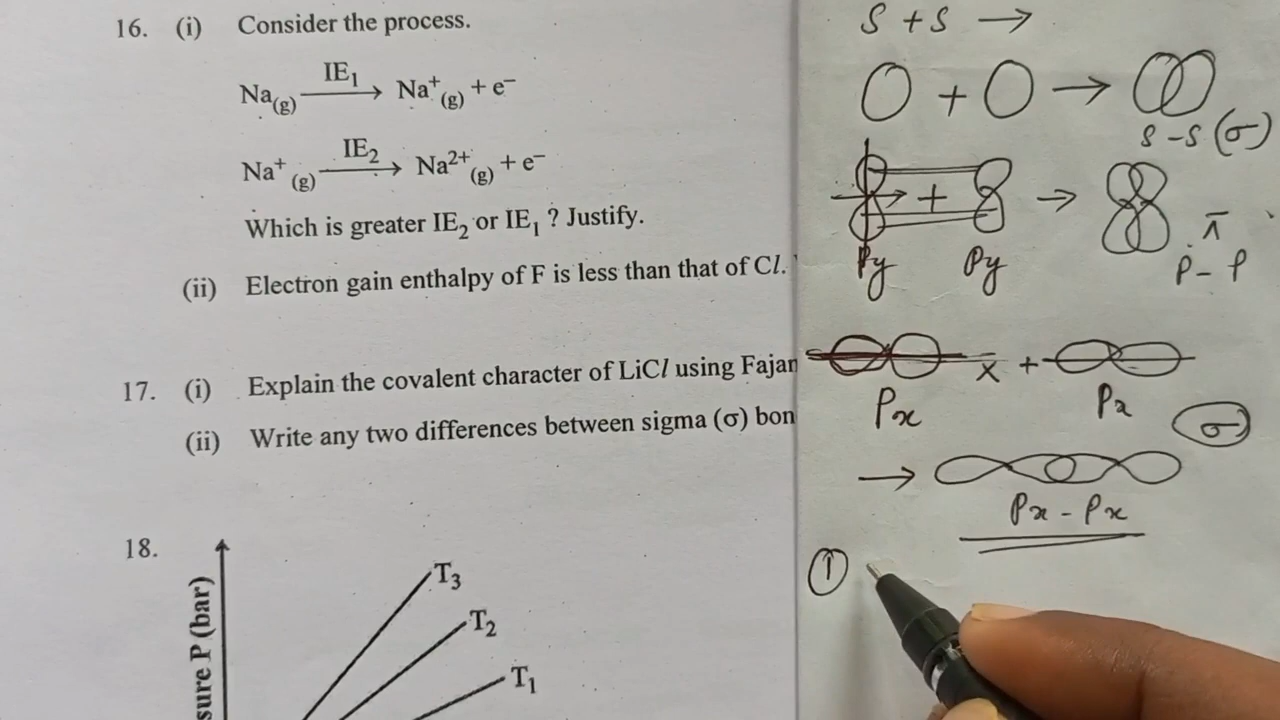 16. (i) Consider the process.
Na(g) IE₁ → Na⁺(g) + e⁻
Na⁺(g) IE₂ → Na²⁺(g) + e⁻
Which is greater IE₂ or IE₁ ? Justify.
(ii) Electron gain enthalpy of F is less than that of Cl.
17. (i) Explain the covalent character of LiCl using Fajan
(ii) Write any two differences between sigma (σ) bon
18.
sure P (bar)
T₃
T₂
T₁
S + S →
+ →
S - S (σ)
+ →
Py Py
π
P - P
x +
Px Px
σ
→
Px - Px
①